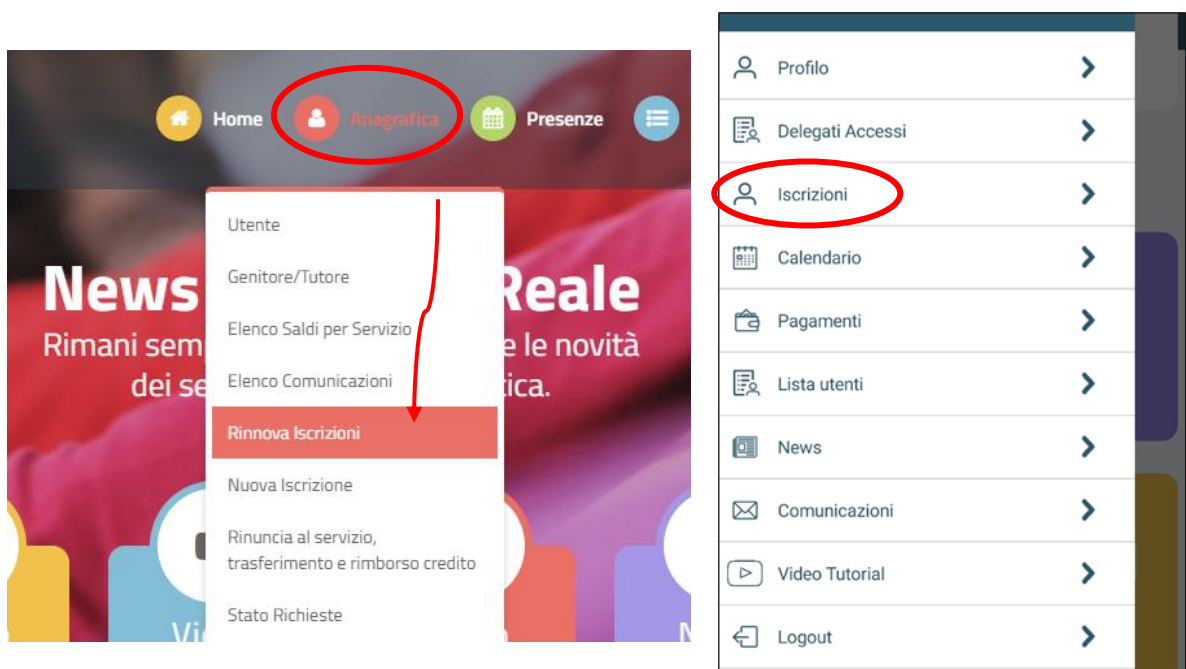 Home
Anagrafica
Presenze
Utente
Genitore/Tutore
Elenco Saldi per Servizio
Elenco Comunicazioni
Rinnova Iscrizioni
Nuova Iscrizione
Rinuncia al servizio,
trasferimento e rimborso credito
Stato Richieste
News Reale
Rimani sem e le novità
dei se tica.
Vi
Profilo
Delegati Accessi
Iscrizioni
Calendario
Pagamenti
Lista utenti
News
Comunicazioni
Video Tutorial
Logout